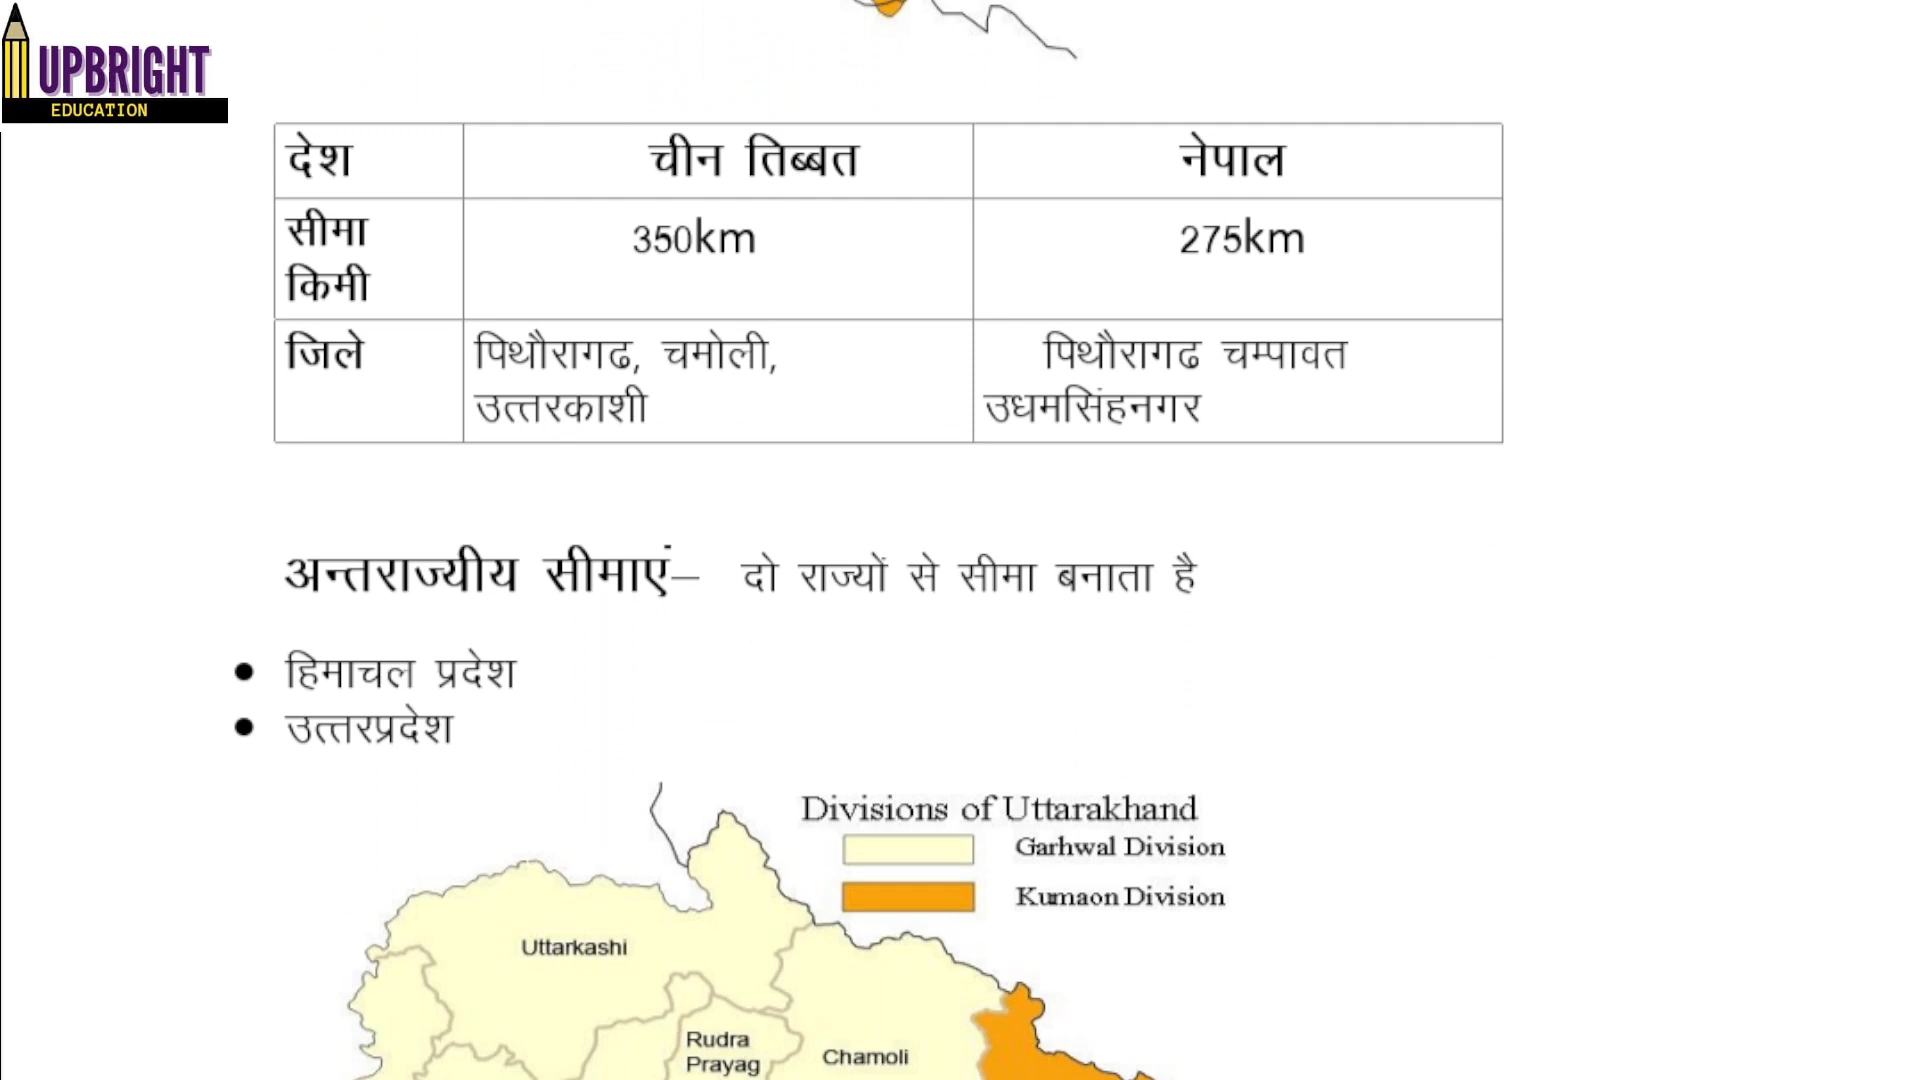 UPBRIGHT
EDUCATION
देश चीन तिब्बत नेपाल
सीमा
किमी
350km 275km
जिले
पिथौरागढ, चमोली,
उत्तरकाशी
पिथौरागढ चम्पावत
उधमसिंहनगर
अन्तराज्यीय सीमाएं– दो राज्यों से सीमा बनाता है
● हिमाचल प्रदेश
● उत्तरप्रदेश
Divisions of Uttarakhand
Garhwal Division
Kumaon Division
Uttarkashi
Rudra
Prayag
Chamoli